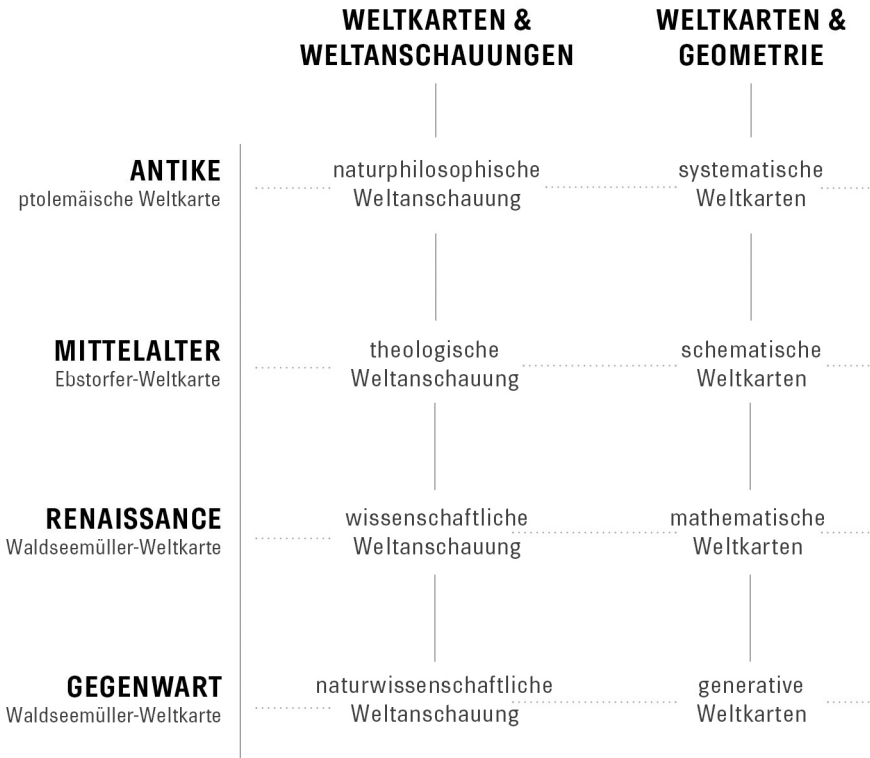 WELTKARTEN &
WELTANSCHAUUNGEN
WELTKARTEN &
GEOMETRIE
ANTIKE
ptolemäische Weltkarte
naturphilosophische
Weltanschauung
systematische
Weltkarten
MITTELALTER
Ebstorfer-Weltkarte
theologische
Weltanschauung
schematische
Weltkarten
RENAISSANCE
Waldseemüller-Weltkarte
wissenschaftliche
Weltanschauung
mathematische
Weltkarten
GEGENWART
Waldseemüller-Weltkarte
naturwissenschaftliche
Weltanschauung
generative
Weltkarten